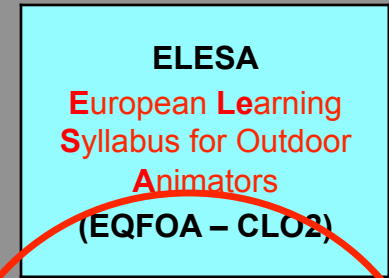 ELESA
European Learning
Syllabus for Outdoor
Animators
(EQFOA – CLO2)